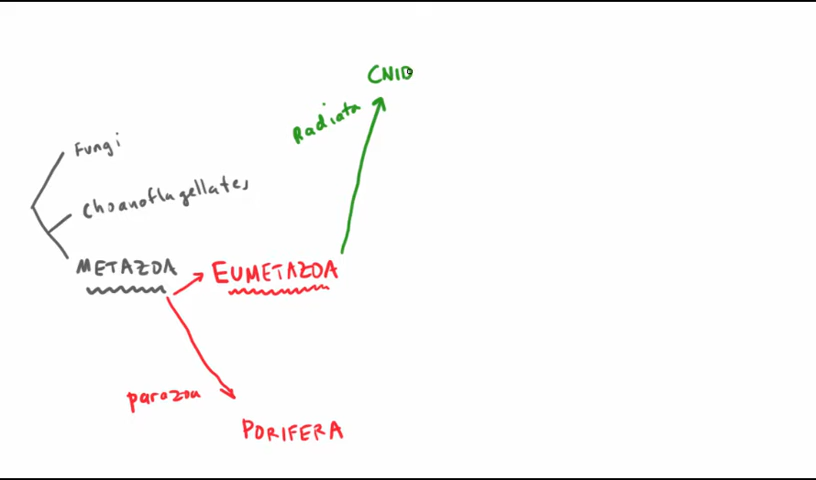 CNID
Radiata
Fungi
Choanoflagellates
METAZOA
EUMETAZOA
parazoa
PORIFERA